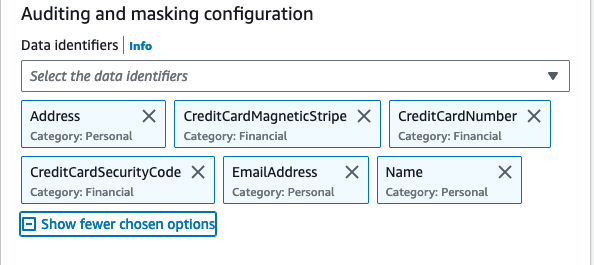 Auditing and masking configuration
Data identifiers Info
Select the data identifiers
Address
Category: Personal
CreditCardMagneticStripe
Category: Financial
CreditCardNumber
Category: Financial
CreditCardSecurityCode
Category: Financial
EmailAddress
Category: Personal
Name
Category: Personal
Show fewer chosen options